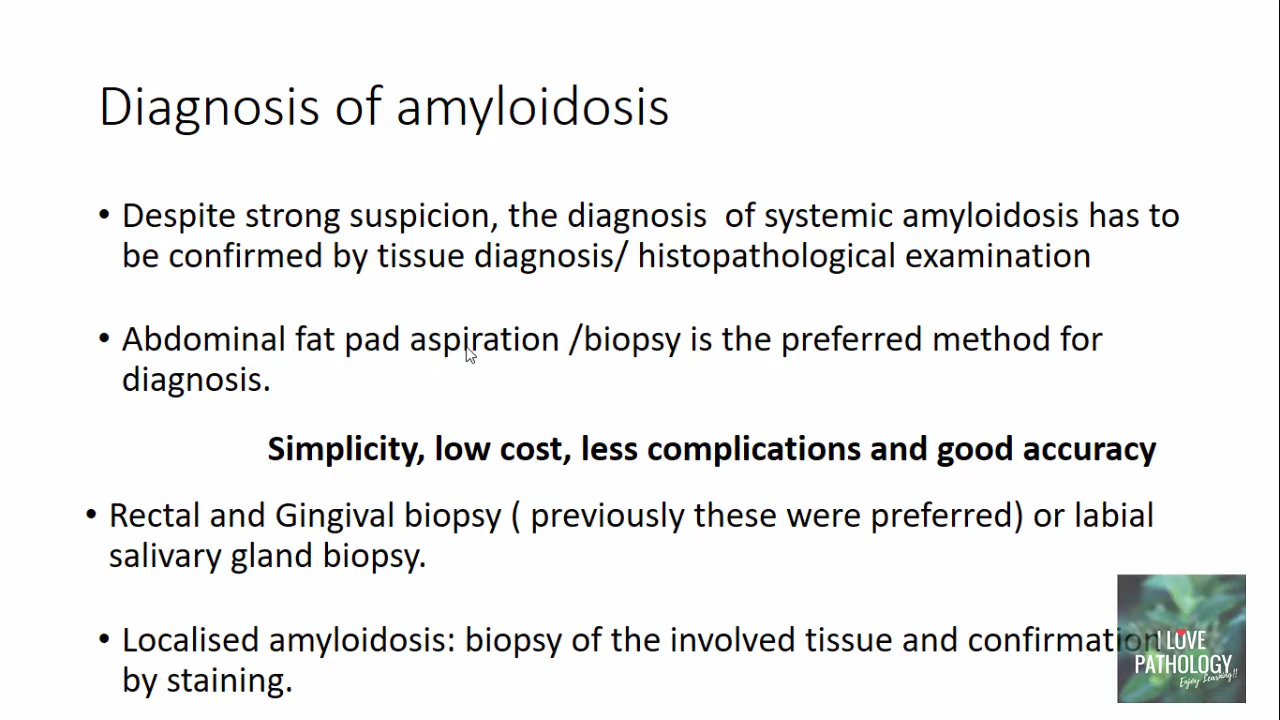 Diagnosis of amyloidosis
• Despite strong suspicion, the diagnosis of systemic amyloidosis has to
be confirmed by tissue diagnosis/ histopathological examination
• Abdominal fat pad aspiration /biopsy is the preferred method for
diagnosis.
Simplicity, low cost, less complications and good accuracy
• Rectal and Gingival biopsy ( previously these were preferred) or labial
salivary gland biopsy.
• Localised amyloidosis: biopsy of the involved tissue and confirmation
by staining.
I LOVE
PATHOLOGY
Enjoy Learning!!